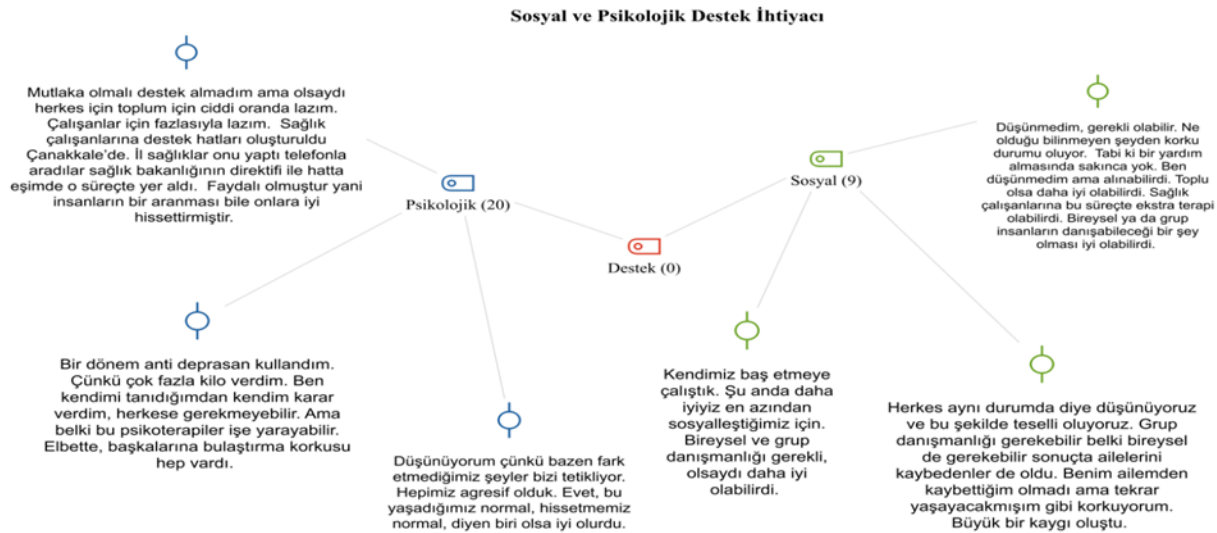 Sosyal ve Psikolojik Destek İhtiyacı
Mutlaka olmalı destek almadım ama olsaydı
herkes için toplum için ciddi oranda lazım.
Çalışanlar için fazlasıyla lazım. Sağlık
çalışanlarına destek hatları oluşturuldu
Çanakkale'de. İl sağlıklar onu yaptı telefonla
aradılar sağlık bakanlığının direktifi ile hatta
eşimde o süreçte yer aldı. Faydalı olmuştur yani
insanların bir aranması bile onlara iyi
hissettirmiştir.
Psikolojik (20)
Destek (0)
Sosyal (9)
Düşünmedim, gerekli olabilir. Ne
olduğu bilinmeyen şeyden korku
durumu oluyor. Tabi ki bir yardım
almasında sakınca yok. Ben
düşünmedim ama alınabilirdi. Toplu
olsa daha iyi olabilirdi. Sağlık
çalışanlarına bu süreçte ekstra terapi
olabilirdi. Bireysel ya da grup
insanların danışabileceği bir şey
olması iyi olabilirdi.
Bir dönem anti deprasan kullandım.
Çünkü çok fazla kilo verdim. Ben
kendimi tanıdığımdan kendim karar
verdim, herkese gerekmeyebilir. Ama
belki bu psikoterapiler işe yarayabilir.
Elbette, başkalarına bulaştırma korkusu
hep vardı.
Düşünüyorum çünkü bazen fark
etmediğimiz şeyler bizi tetikliyor.
Hepimiz agresif olduk. Evet, bu
yaşadığımız normal, hissetmemiz
normal, diyen biri olsa iyi olurdu.
Kendimiz baş etmeye
çalıştık. Şu anda daha
iyiyiz en azından
sosyalleştiğimiz için.
Bireysel ve grup
danışmanlığı gerekli,
olsaydı daha iyi
olabilirdi.
Herkes aynı durumda diye düşünüyoruz
ve bu şekilde teselli oluyoruz. Grup
danışmanlığı gerekebilir belki bireysel
de gerekebilir sonuçta ailelerini
kaybedenler de oldu. Benim ailemden
kaybettiğim olmadı ama tekrar
yaşayacakmışım gibi korkuyorum.
Büyük bir kaygı oluştu.